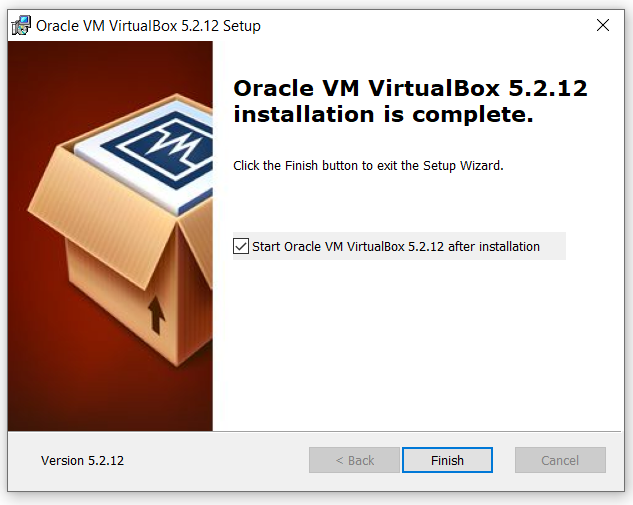 Oracle VM VirtualBox 5.2.12 Setup
Oracle VM VirtualBox 5.2.12
installation is complete.
Click the Finish button to exit the Setup Wizard.
Start Oracle VM VirtualBox 5.2.12 after installation
Version 5.2.12
< Back
Finish
Cancel